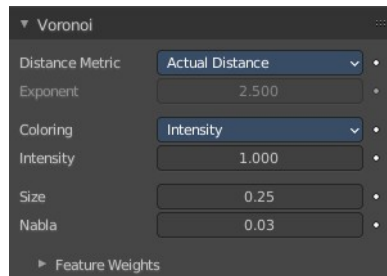 Voronoi
Distance Metric Actual Distance
Exponent 2.500
Coloring Intensity
Intensity 1.000
Size 0.25
Nabla 0.03
Feature Weights